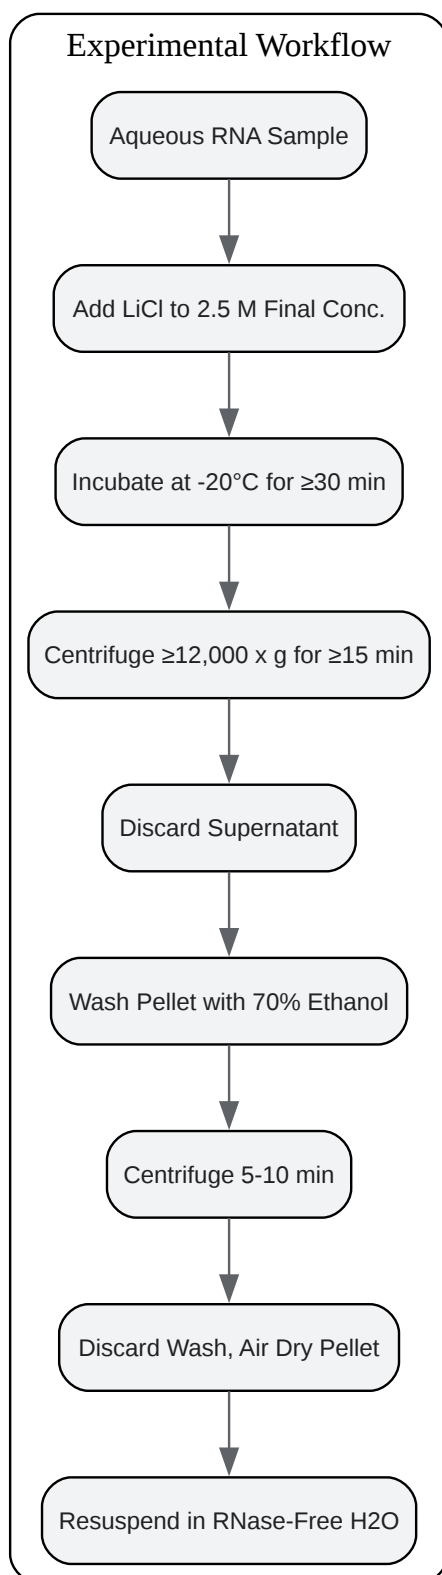 Experimental Workflow
Aqueous RNA Sample
Add LiCl to 2.5 M Final Conc.
Incubate at -20°C for ≥30 min
Centrifuge ≥12,000 x g for ≥15 min
Discard Supernatant
Wash Pellet with 70% Ethanol
Centrifuge 5-10 min
Discard Wash, Air Dry Pellet
Resuspend in RNase-Free H2O